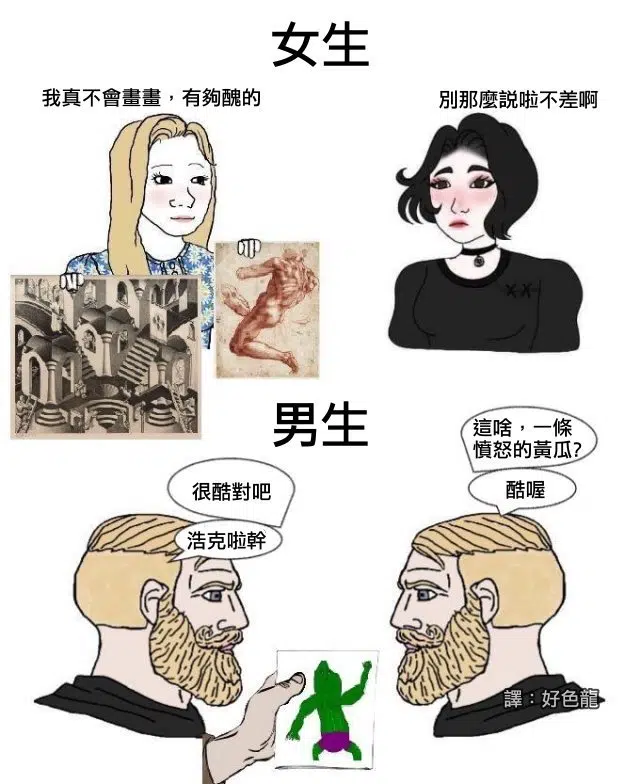 女生
我真不會畫畫，有夠醜的
別那麼說啦不差啊
男生
很酷對吧
這啥，一條
憤怒的黃瓜?
浩克啦幹
酷喔
譯：好色龍